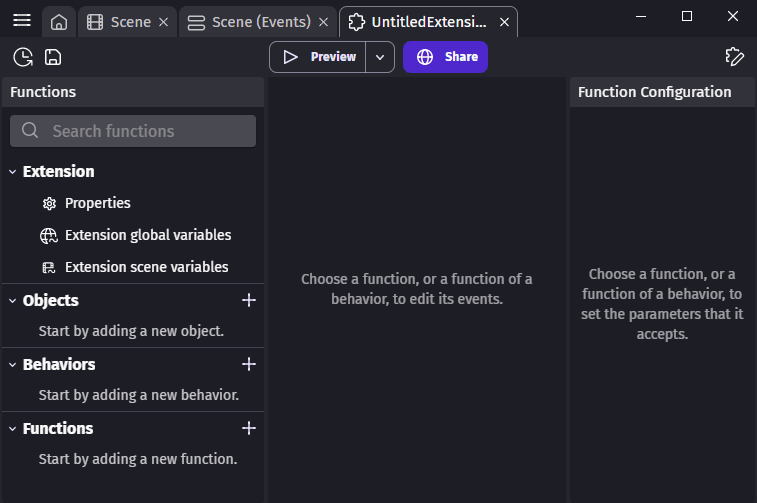 Scene
Scene (Events)
UntitledExtensi...
Preview
Share
Functions
Search functions
Extension
Properties
Extension global variables
Extension scene variables
Objects
Start by adding a new object.
Behaviors
Start by adding a new behavior.
Functions
Start by adding a new function.
Choose a function, or a function of a
behavior, to edit its events.
Function Configuration
Choose a function, or a
function of a behavior, to
set the parameters that it
accepts.